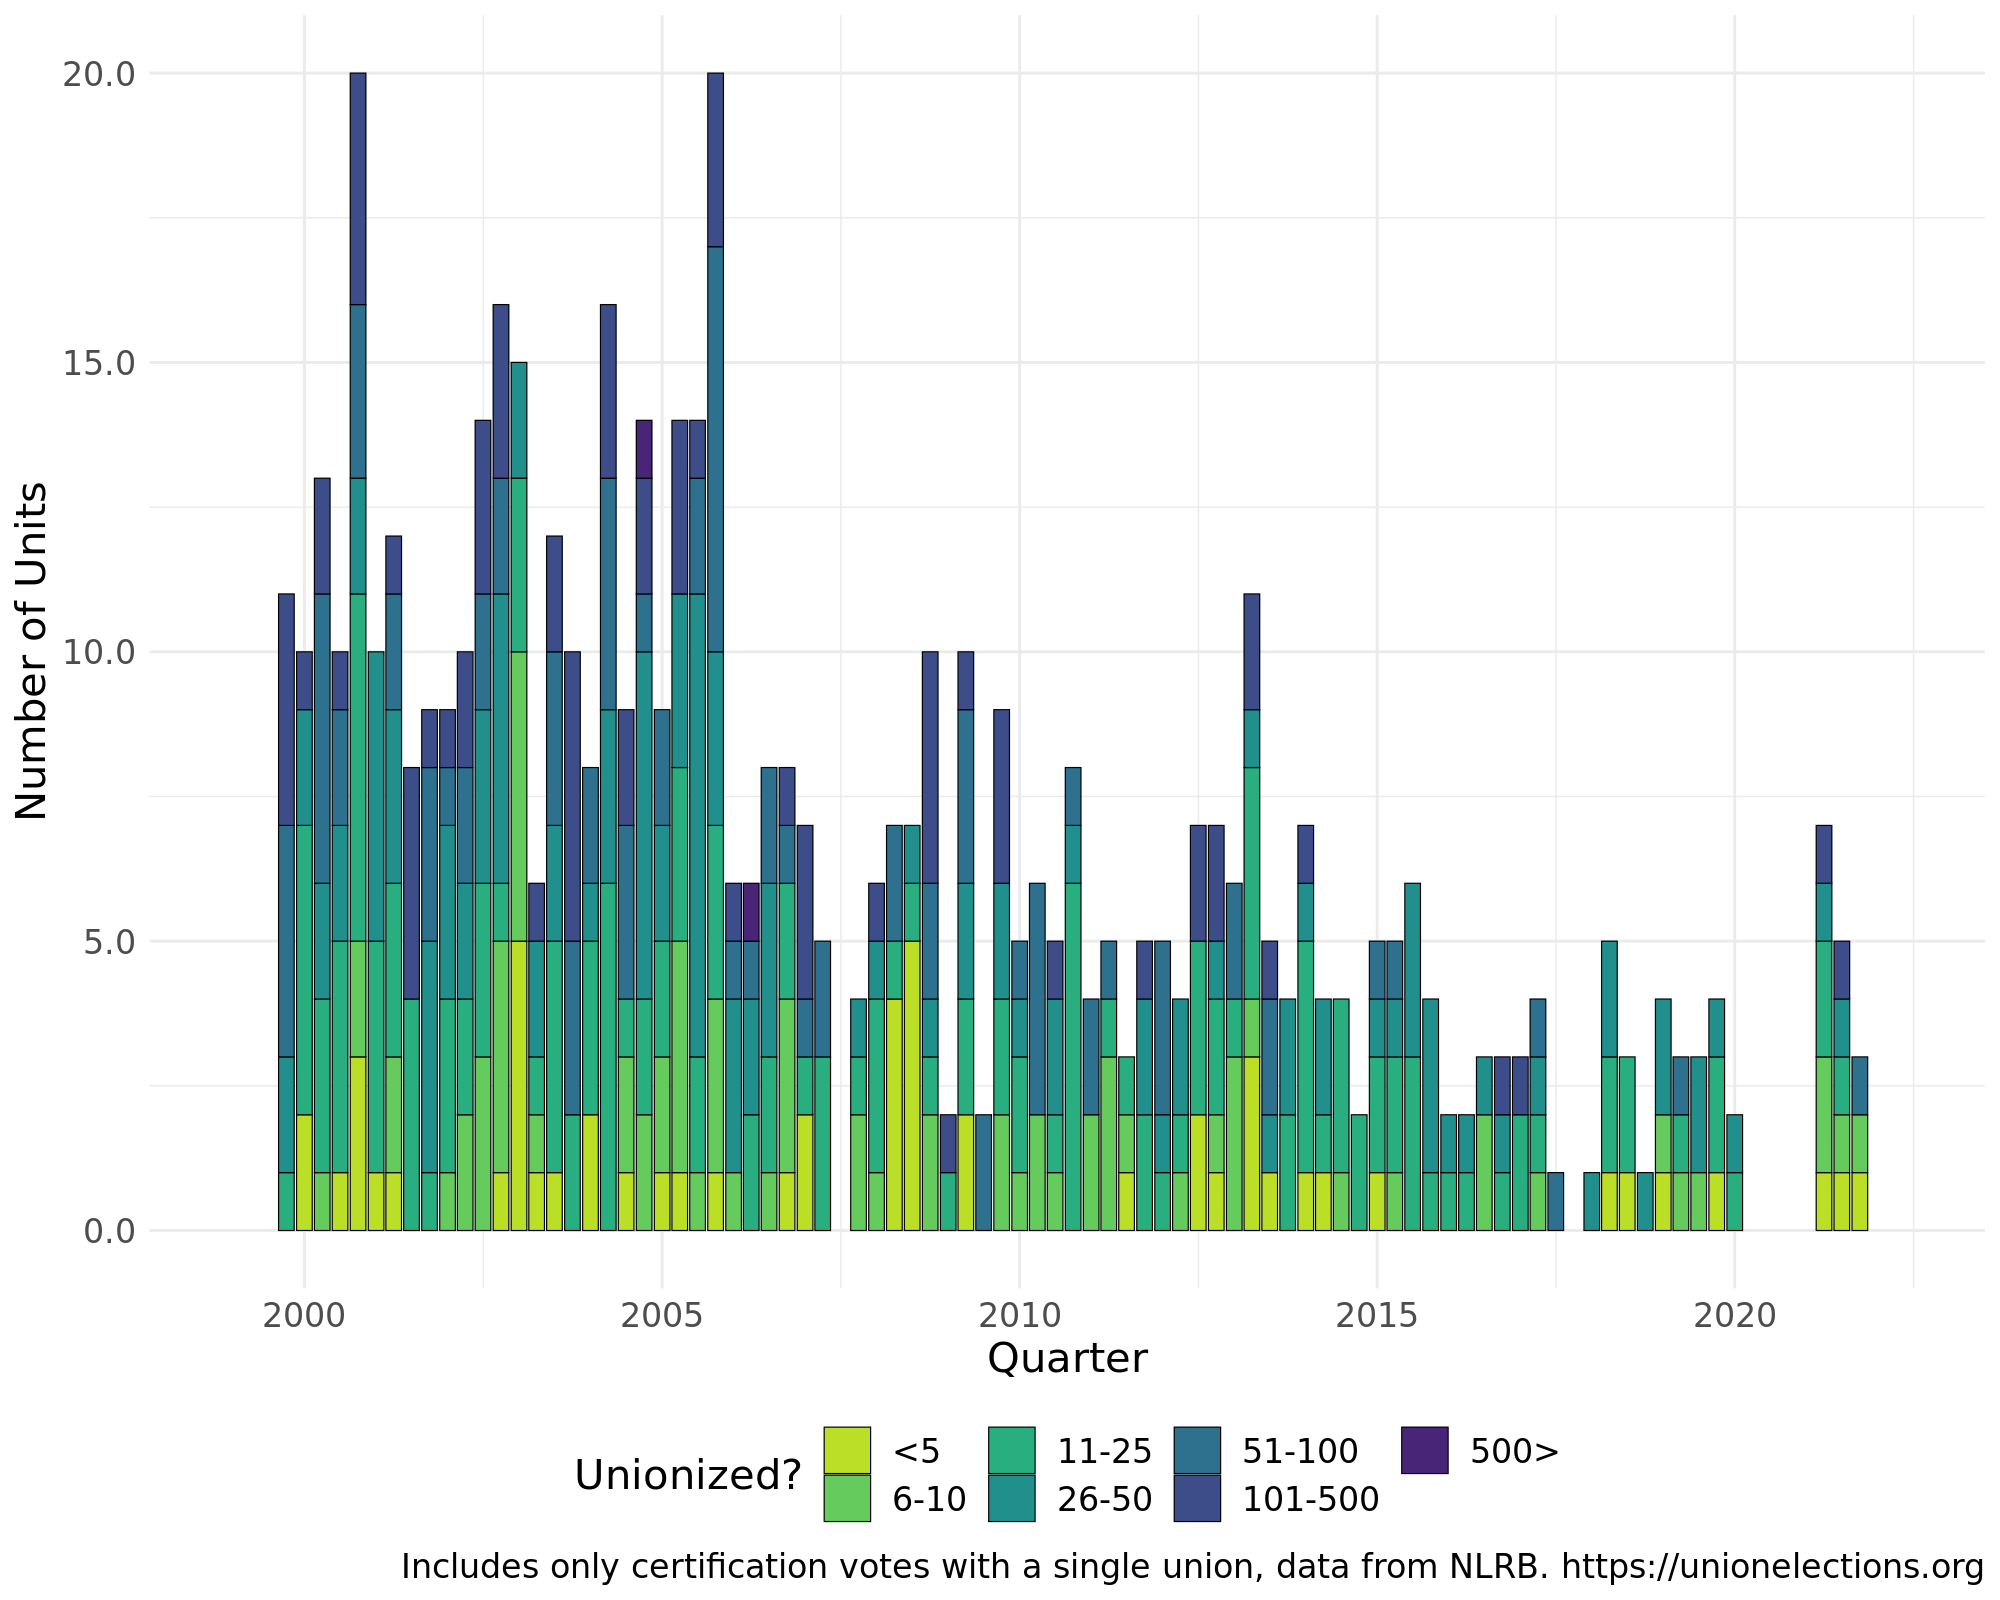 20.0
15.0
10.0
5.0
0.0
Number of Units
2000 2005 2010 2015 2020
Quarter
Unionized?
<5 11-25 51-100 500>
6-10 26-50 101-500
Includes only certification votes with a single union, data from NLRB. https://unionelections.org